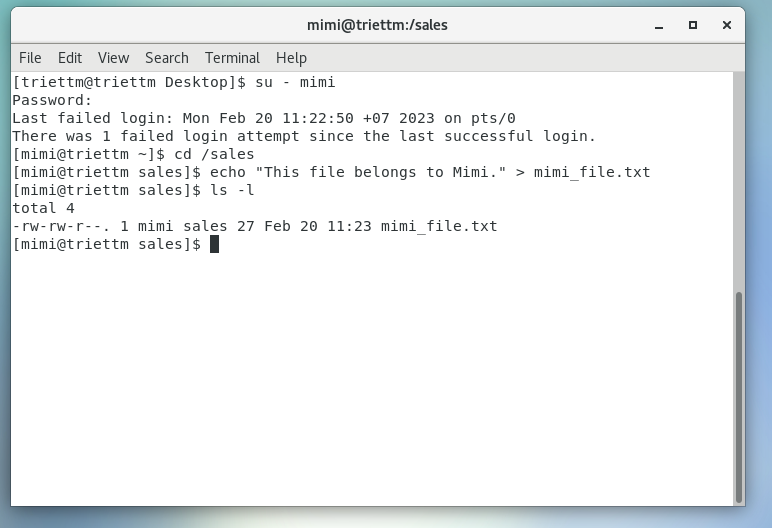 mimi@triettm:/sales
File Edit View Search Terminal Help
[triettm@triettm Desktop]$ su - mimi
Password:
Last failed login: Mon Feb 20 11:22:50 +07 2023 on pts/0
There was 1 failed login attempt since the last successful login.
[mimi@triettm ~]$ cd /sales
[mimi@triettm sales]$ echo "This file belongs to Mimi." > mimi_file.txt
[mimi@triettm sales]$ ls -l
total 4
-rw-rw-r--. 1 mimi sales 27 Feb 20 11:23 mimi_file.txt
[mimi@triettm sales]$